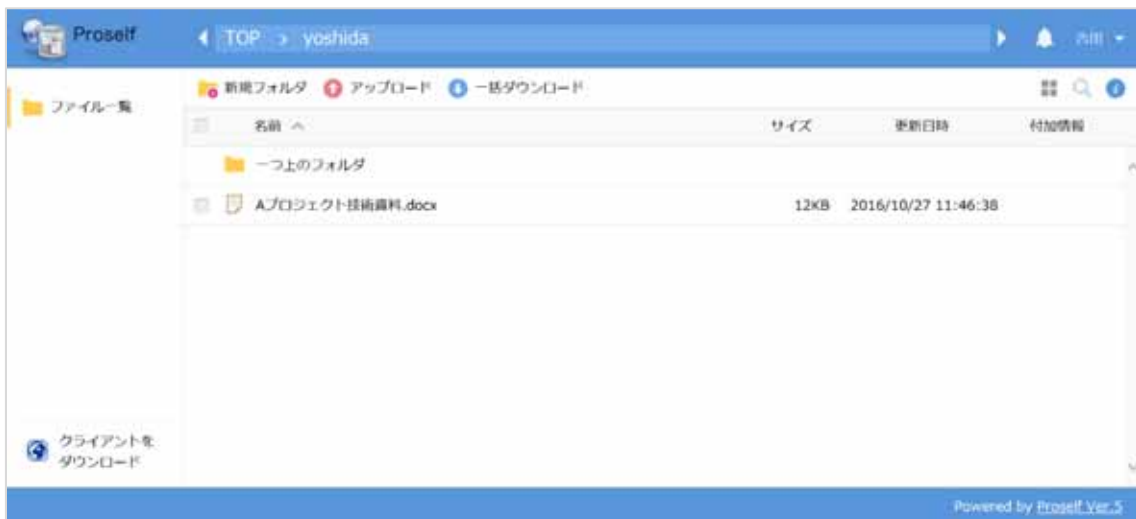 Proself
TOP > yoshida
ファイル一覧
新規フォルダ アップロード 一括ダウンロード
名前 サイズ 更新日時 付加情報
一つ上のフォルダ
Aプロジェクト技術資料.docx 12KB 2016/10/27 11:46:38
クライアントを
ダウンロード
Powered by Proself Ver.5